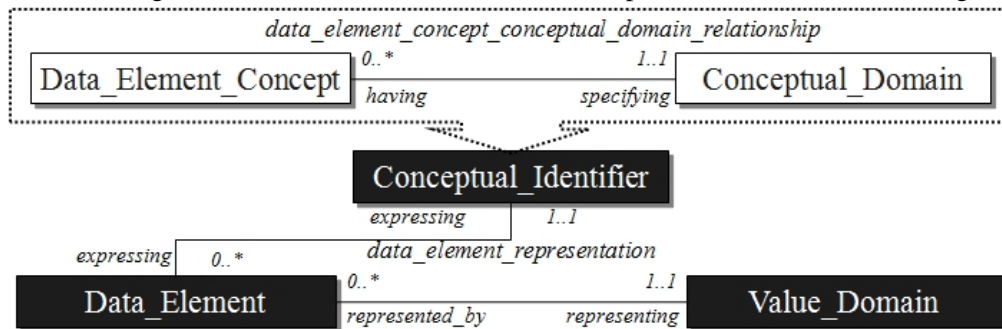 data_element_concept_conceptual_domain_relationship
Data_Element_Concept 0..* 1..1 Conceptual_Domain
having specifying
Conceptual_Identifier
expressing 1..1
expressing 0..* data_element_representation
Data_Element 0..* 1..1 Value_Domain
represented_by representing